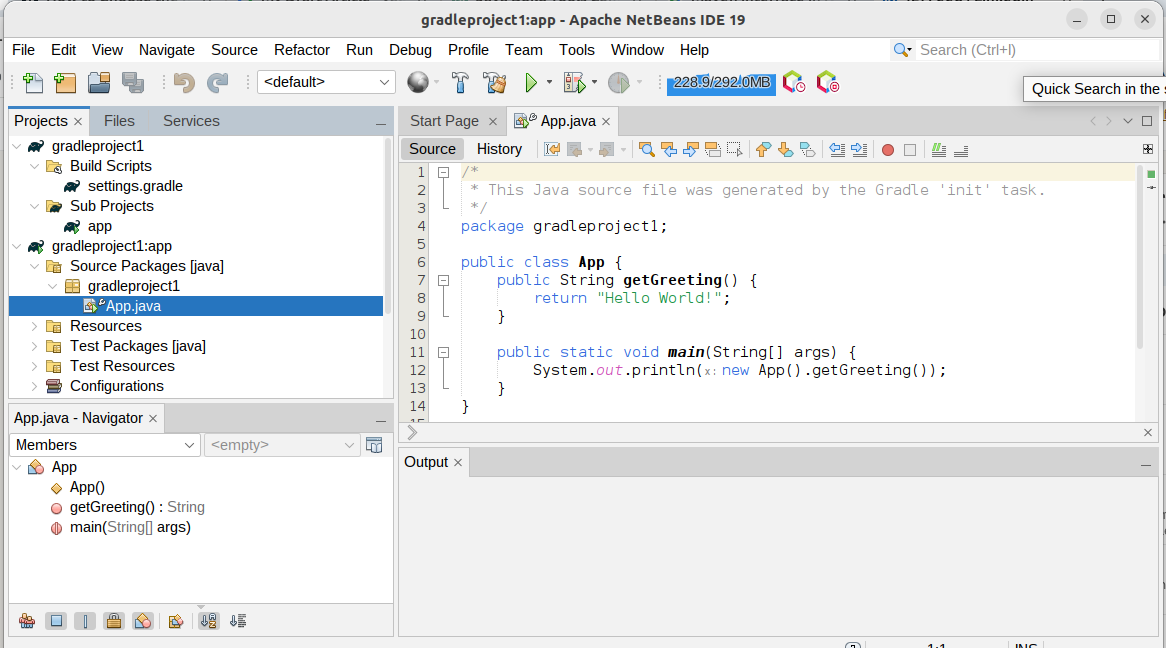 gradleproject1:app - Apache NetBeans IDE 19
File Edit View Navigate Source Refactor Run Debug Profile Team Tools Window Help
Search (Ctrl+I)
<default>
228.9/292.0MB
Quick Search in the
Projects
Files
Services
gradleproject1
Build Scripts
settings.gradle
Sub Projects
app
gradleproject1:app
Source Packages [java]
gradleproject1
App.java
Resources
Test Packages [java]
Test Resources
Configurations
App.java - Navigator
Members
<empty>
App
App()
getGreeting() : String
main(String[] args)
Start Page
App.java
Source
History
1 /*
2 * This Java source file was generated by the Gradle 'init' task.
3 */
4 package gradleproject1;
5
6 public class App {
7 public String getGreeting() {
8 return "Hello World!";
9 }
10
11 public static void main(String[] args) {
12 System.out.println(x: new App().getGreeting());
13 }
14 }
Output
1:1
INS